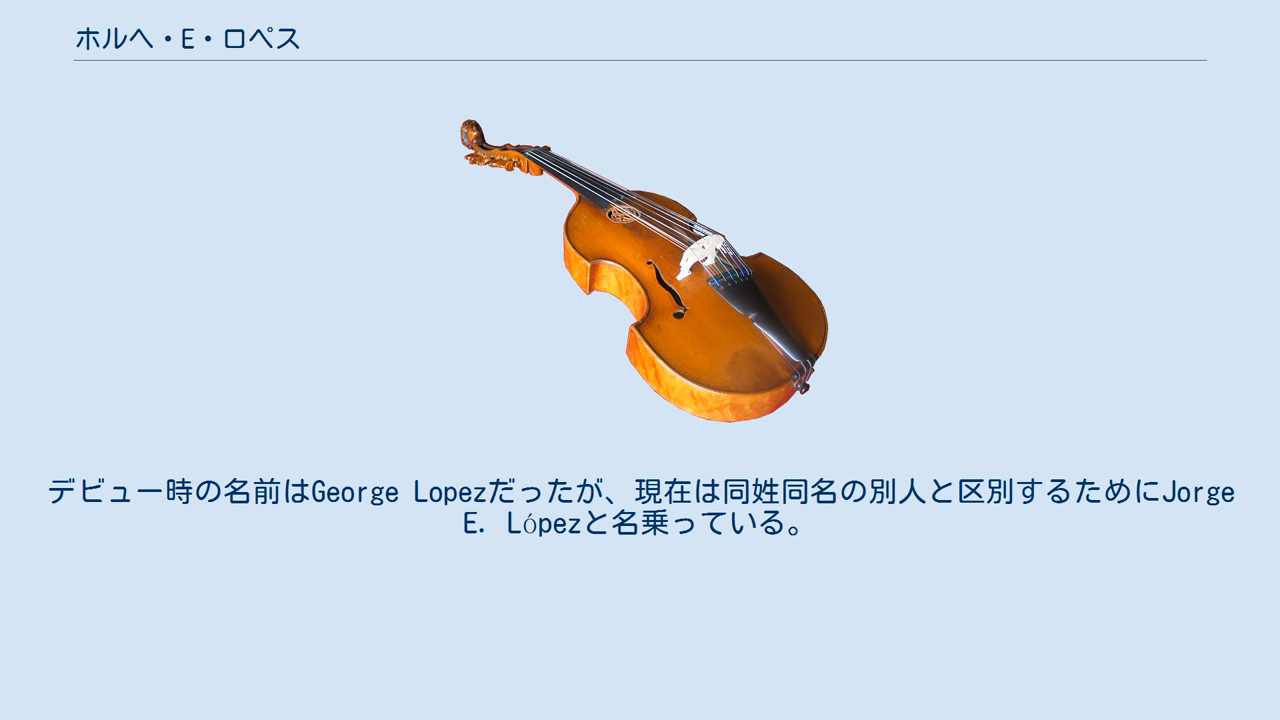 ホルヘ・E・ロペス
デビュー時の名前はGeorge Lopezだったが、現在は同姓同名の別人と区別するためにJorge
E. Lópezと名乗っている。